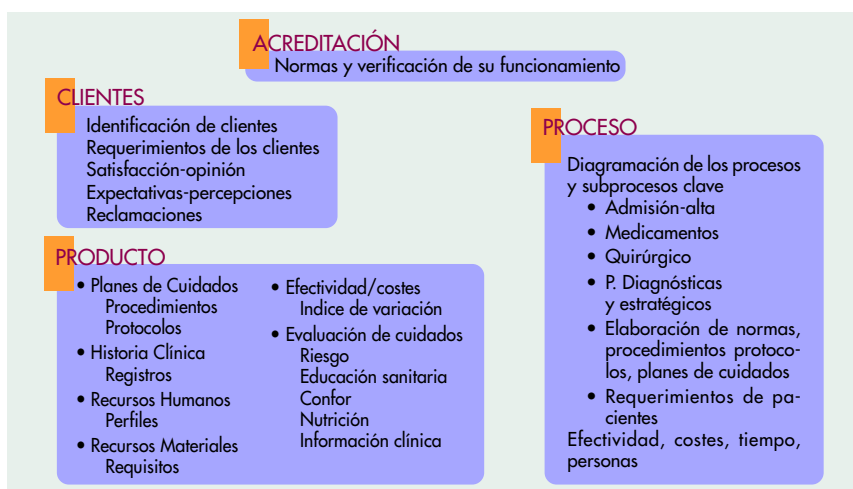 ACREDITACIÓN
Normas y verificación de su funcionamiento
CLIENTES
Identificación de clientes
Requerimientos de los clientes
Satisfacción-opinión
Expectativas-percepciones
Reclamaciones
PRODUCTO
• Planes de Cuidados
Procedimientos
Protocolos
• Historia Clínica
Registros
• Recursos Humanos
Perfiles
• Recursos Materiales
Requisitos
• Efectividad/costes
Indice de variación
• Evaluación de cuidados
Riesgo
Educación sanitaria
Confor
Nutrición
Información clínica
PROCESO
Diagramación de los procesos
y subprocesos clave
• Admisión-alta
• Medicamentos
• Quirúrgico
• P. Diagnósticas
y estratégicos
• Elaboración de normas,
procedimientos protoco-
los, planes de cuidados
• Requerimientos de pa-
cientes
Efectividad, costes, tiempo,
personas